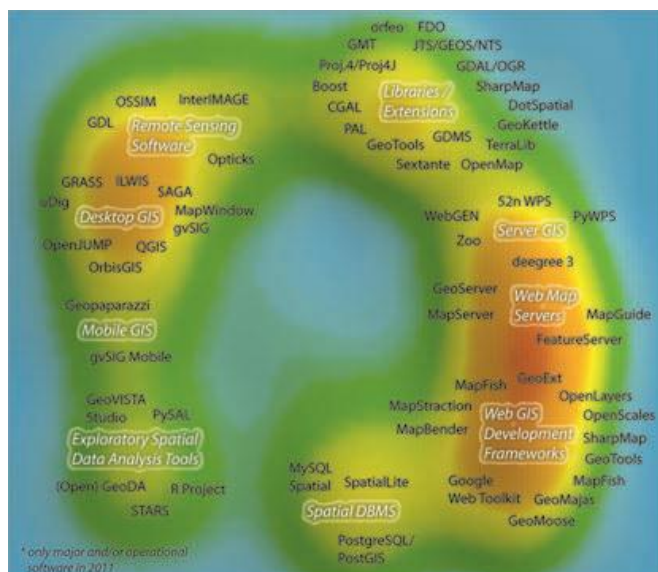 orfeo FDO
GMT JTS/GEOS/NTS
Proj.4/Proj4J GDAL/OGR
Boost SharpMap
Libraries /
Extensions
CGAL DotSpatial
PAL GeoKettle
GeoTools GDMS TerraLib
Sextante OpenMap
OSSIM InterIMAGE
GDL
Remote Sensing
Software
Opticks
GRASS ILWIS
SAGA
uDig
Desktop GIS
MapWindow
gvSIG
OpenJUMP QGIS
OrbisGIS
52n WPS
WebGEN PyWPS
Server GIS
Zoo
deegree 3
GeoServer
Web Map
Servers
MapServer MapGuide
FeatureServer
Geopaparazzi
Mobile GIS
gvSIG Mobile
MapFish GeoExt
OpenLayers
MapStraction OpenScales
Web GIS
Development
Frameworks
MapBender SharpMap
GeoTools
MapFish
Google
Web Toolkit
GeoMajas
GeoMoose
GeoVISTA
Studio PySAL
Exploratory Spatial
Data Analysis Tools
(Open) GeoDA R Project
STARS
MySQL
Spatial SpatialLite
Spatial DBMS
PostgreSQL/
PostGIS
* only major and/or operational
software in 2011